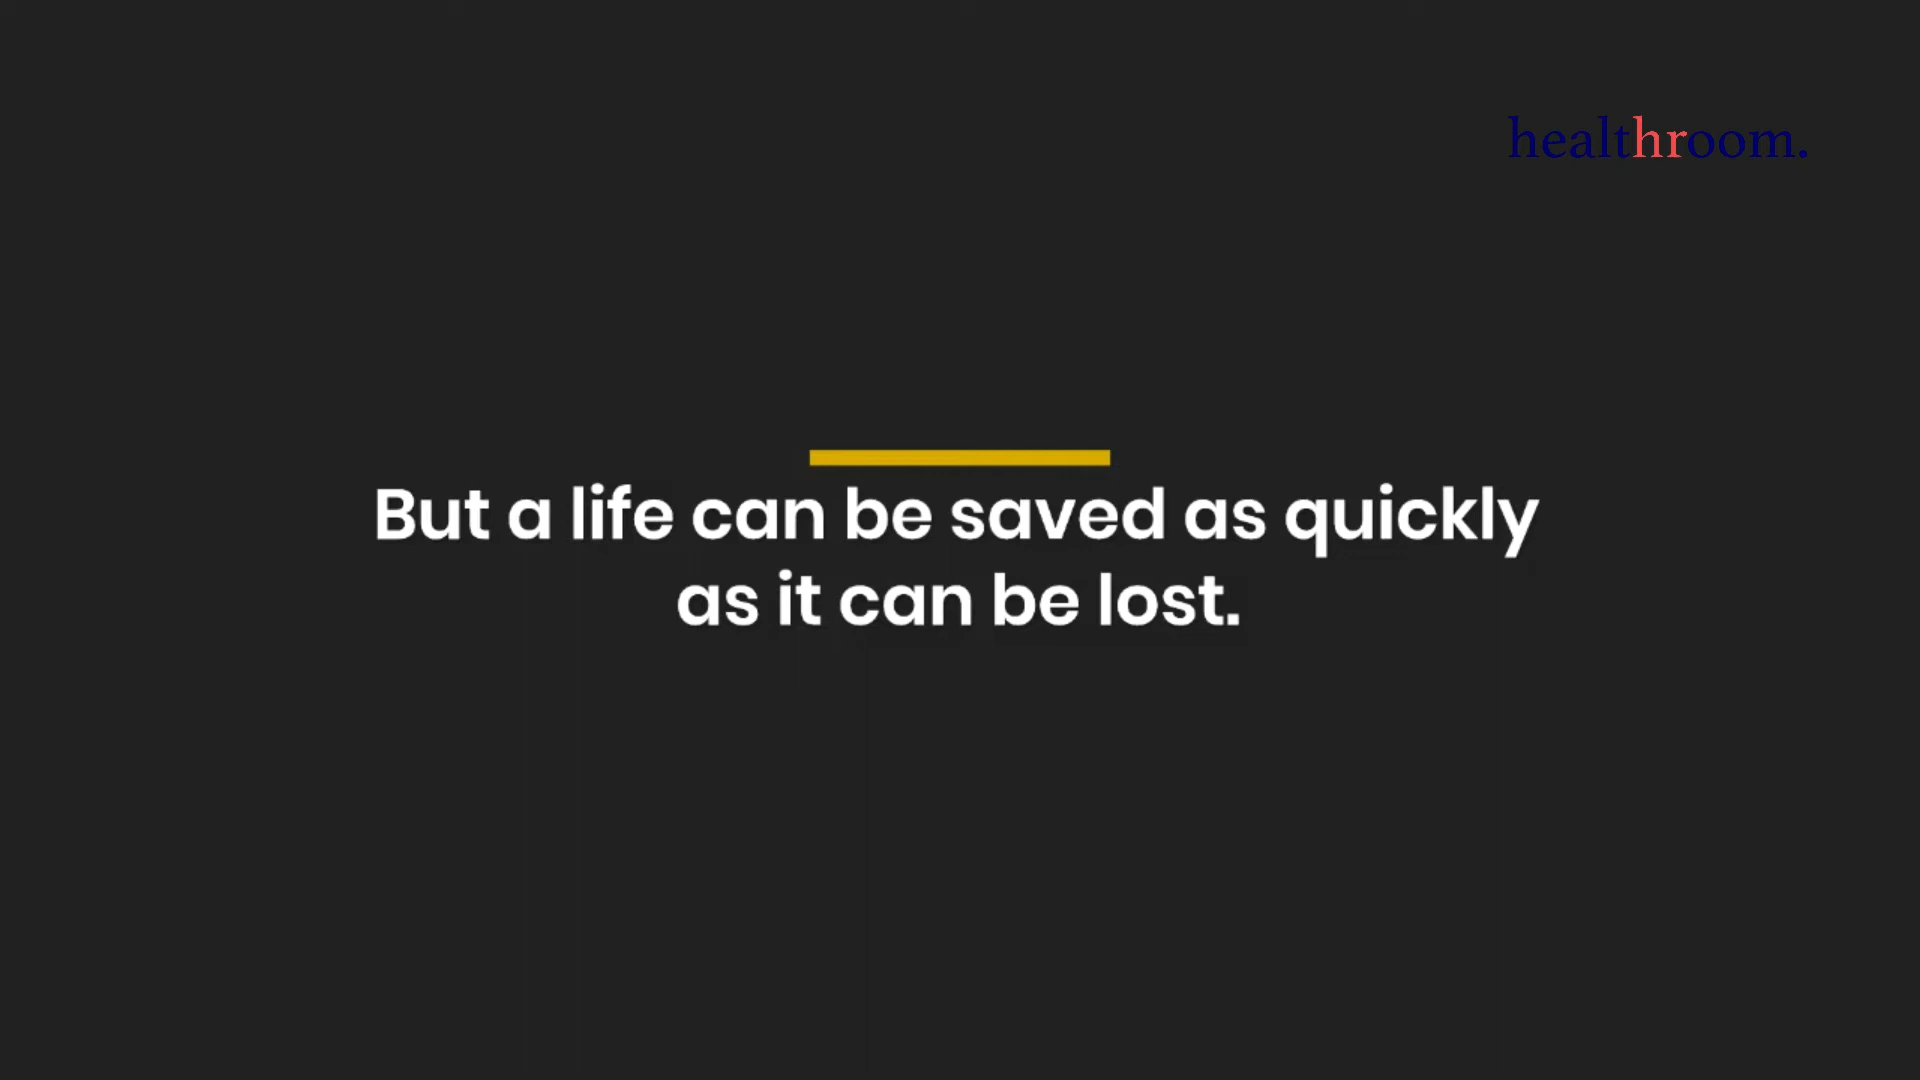 healthroom.
But a life can be saved as quickly
as it can be lost.